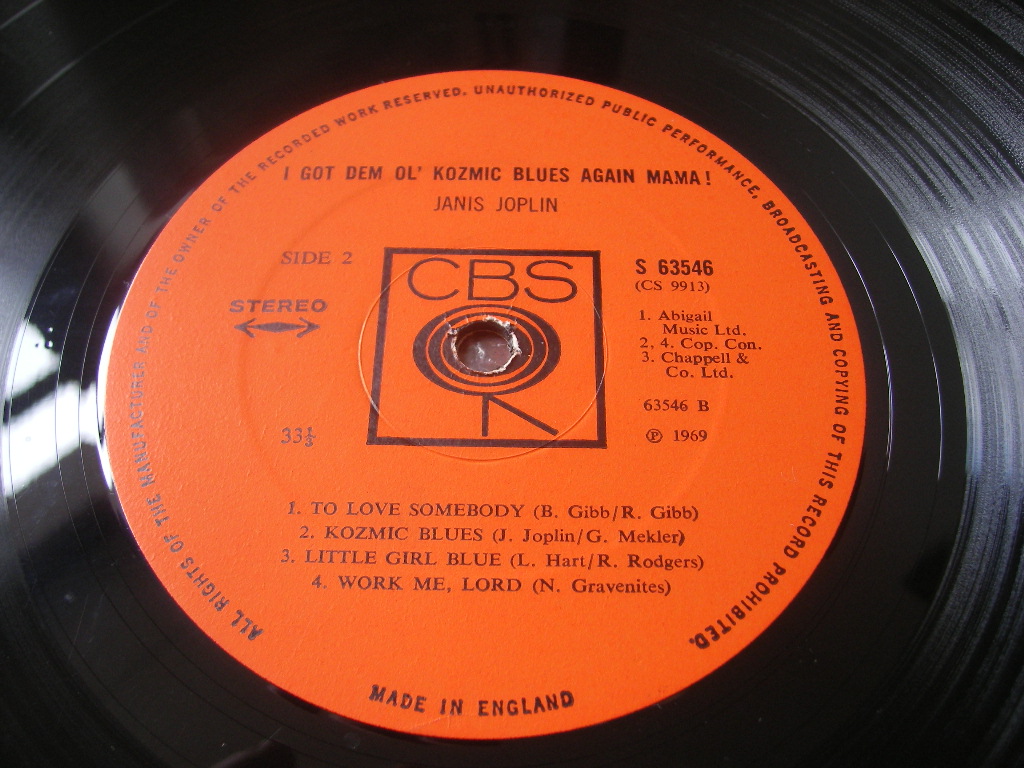 ALL RIGHTS OF THE MANUFACTURER AND OF THE OWNER OF THE RECORDED WORK RESERVED. UNAUTHORIZED PUBLIC PERFORMANCE, BROADCASTING AND COPYING OF THIS RECORD PROHIBITED.
I GOT DEM OL' KOZMIC BLUES AGAIN MAMA!
JANIS JOPLIN
SIDE 2
STEREO
33⅓
CBS
S 63546
(CS 9913)
1. Abigail
Music Ltd.
2, 4. Cop. Con.
3. Chappell &
Co. Ltd.
63546 B
℗ 1969
1. TO LOVE SOMEBODY (B. Gibb/R. Gibb)
2. KOZMIC BLUES (J. Joplin/G. Mekler)
3. LITTLE GIRL BLUE (L. Hart/R. Rodgers)
4. WORK ME, LORD (N. Gravenites)
MADE IN ENGLAND